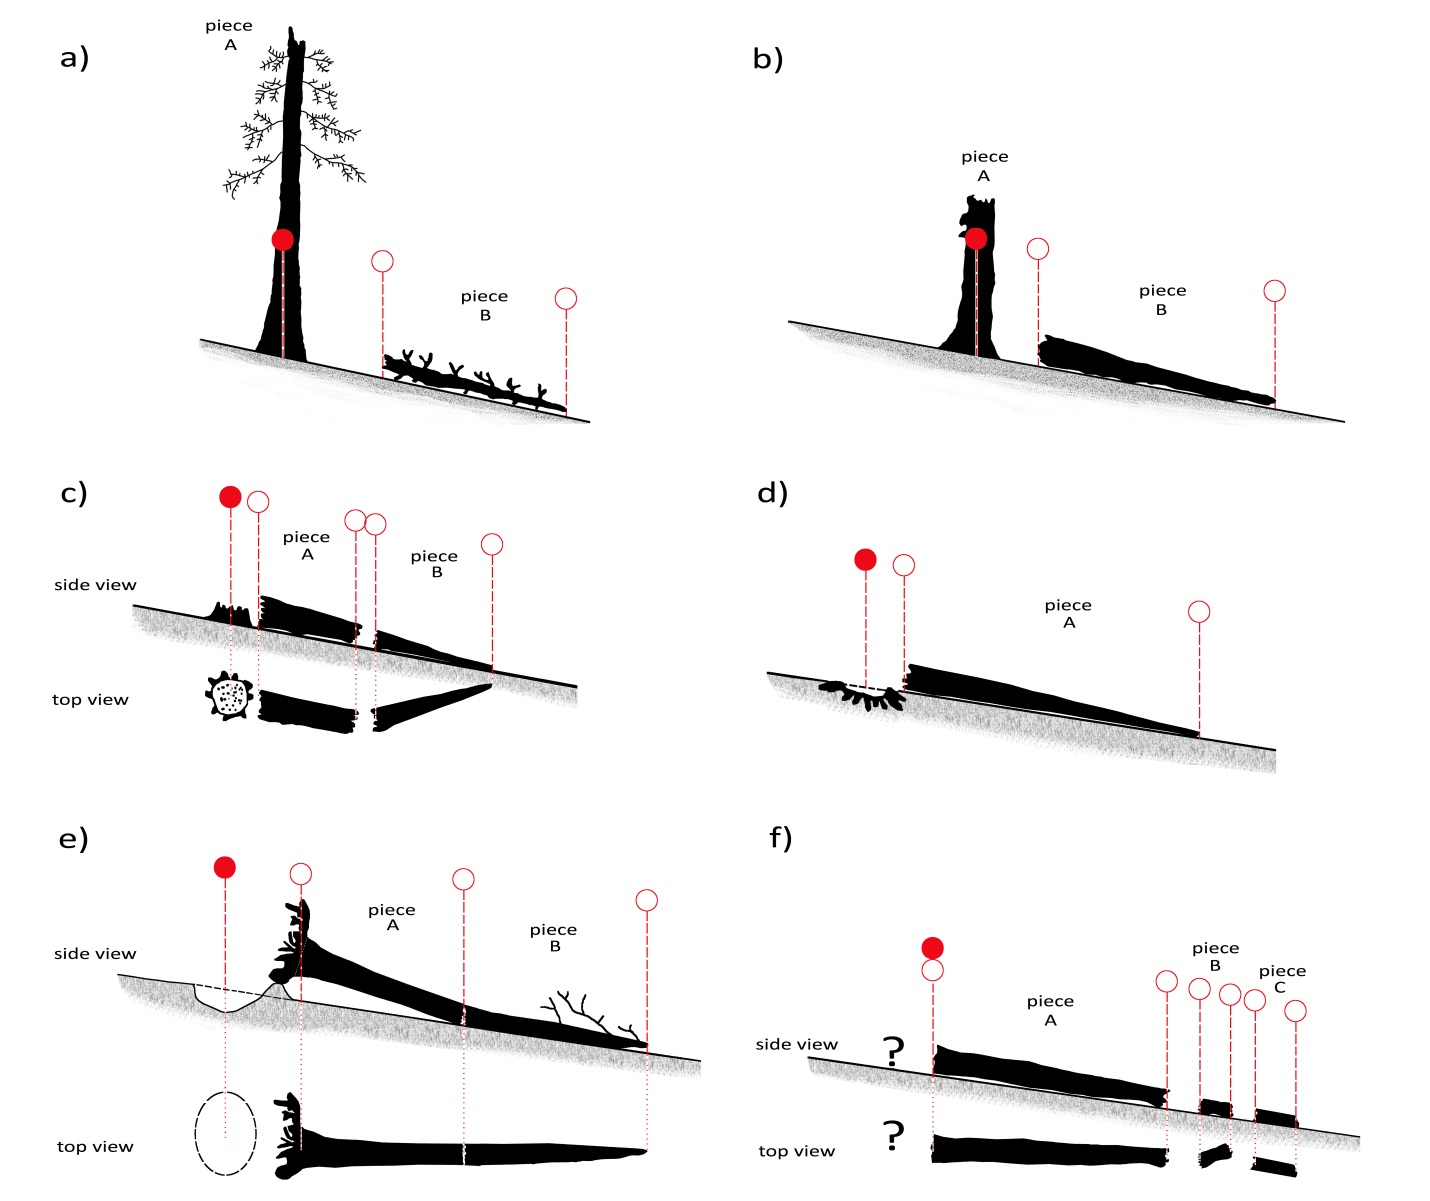 a)
piece
A
piece
B
b)
piece
A
piece
B
c)
piece
A
piece
B
side view
top view
d)
piece
A
e)
piece
A
piece
B
side view
top view
f)
piece
A
piece
B
piece
C
side view
?
?
top view